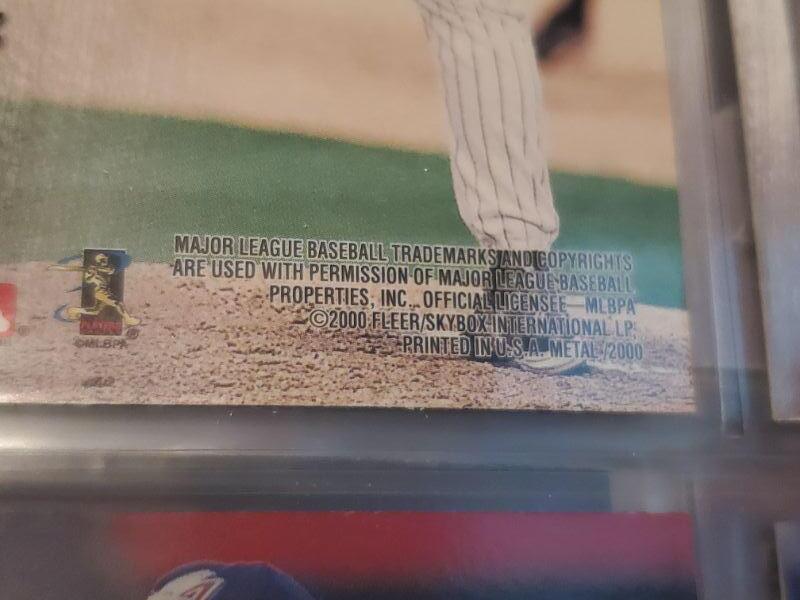 MAJOR LEAGUE BASEBALL TRADEMARKS AND COPYRIGHTS
ARE USED WITH PERMISSION OF MAJOR LEAGUE BASEBALL
PROPERTIES, INC. OFFICIAL LICENSEE—MLBPA
©2000 FLEER/SKYBOX INTERNATIONAL LP.
PRINTED IN U.S.A. METAL /2000
©MLBPA